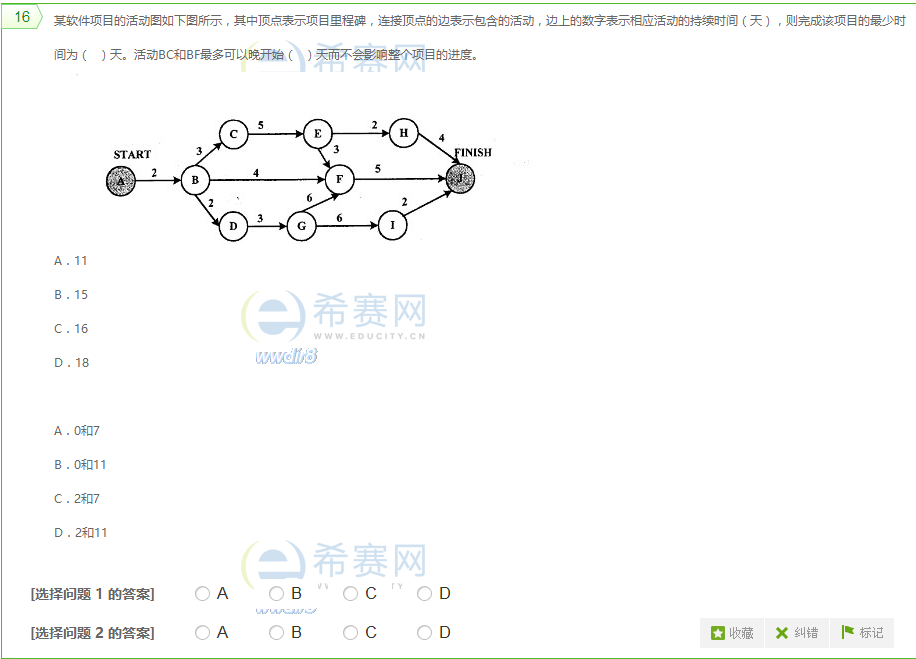 16
某软件项目的活动图如下图所示，其中顶点表示项目里程碑，连接顶点的边表示包含的活动，边上的数字表示相应活动的持续时间（天），则完成该项目的最少时
间为（　）天。活动BC和BF最多可以晚开始（　）天而不会影响整个项目的进度。
希赛网
C 5 E 2 H
3 3 4
START FINISH
A 2 B 4 F 5 J
2 6 2
D 3 G 6 I
A．11
B．15
希赛网
WWW.EDUCITY.CN
C．16
wwdir8
D．18
A．0和7
B．0和11
C．2和7
D．2和11
希赛网
[选择问题 1 的答案] A B C D
[选择问题 2 的答案] A B C D
收藏 纠错 标记